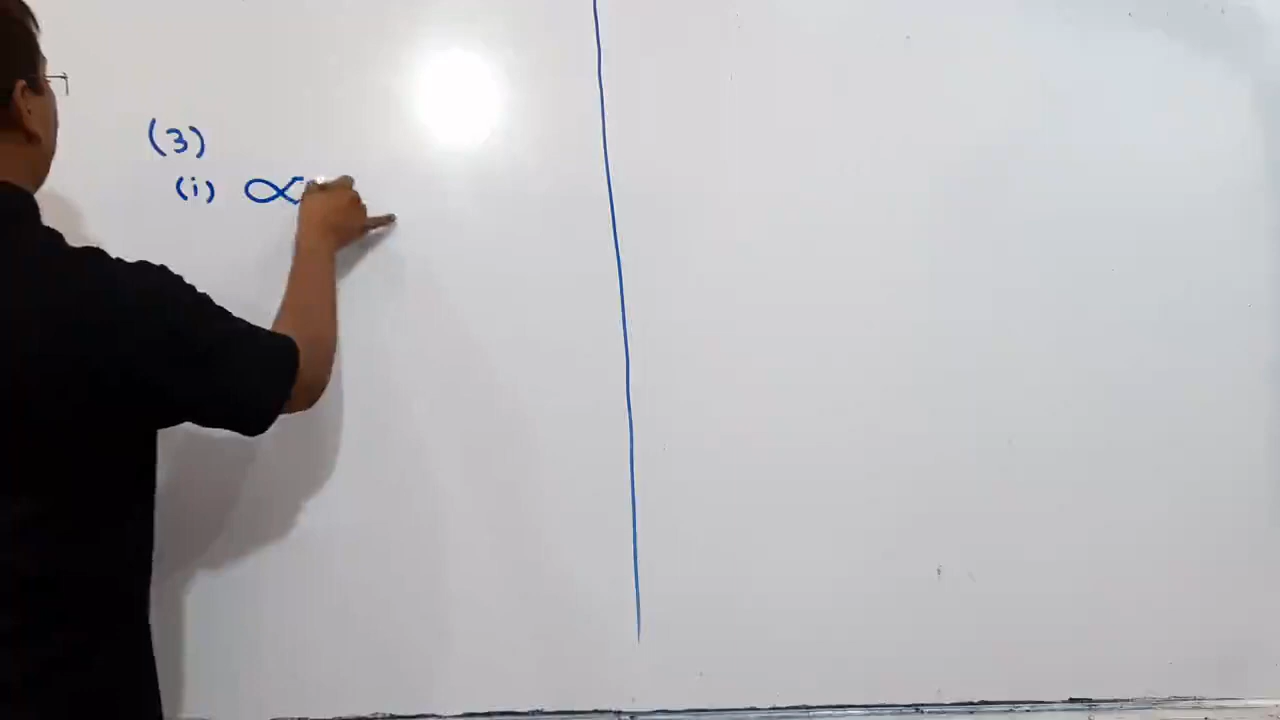 (3)
(i) ∝